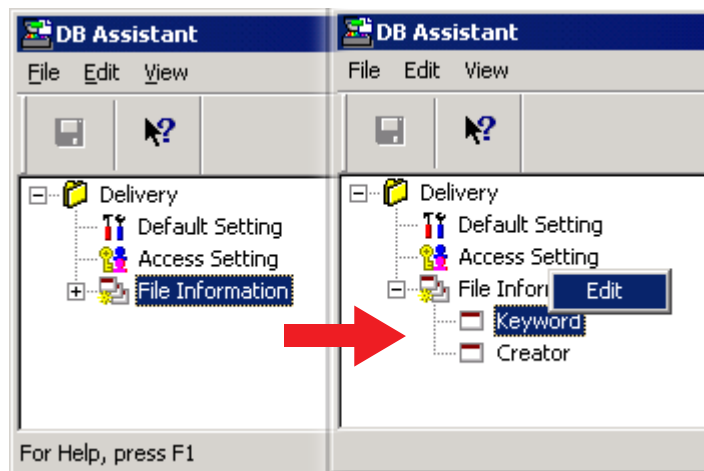 DB Assistant
File Edit View
Delivery
Default Setting
Access Setting
File Information
For Help, press F1
DB Assistant
File Edit View
Delivery
Default Setting
Access Setting
File Infor
Edit
Keyword
Creator